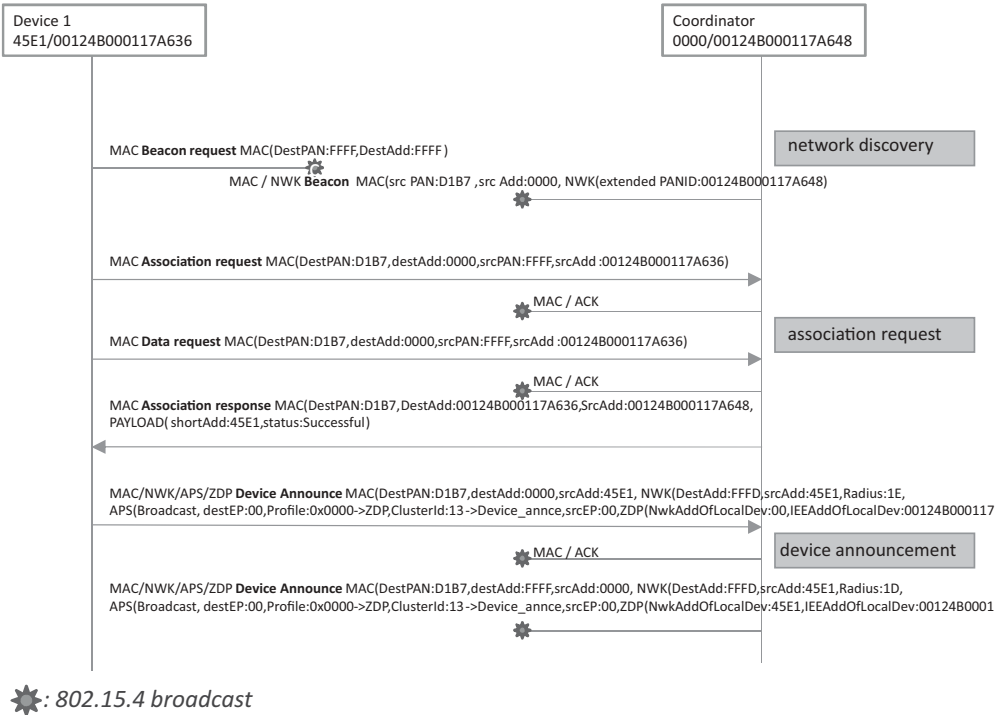 Device 1
45E1/00124B000117A636
Coordinator
0000/00124B000117A648
network discovery
MAC Beacon request MAC(DestPAN:FFFF,DestAdd:FFFF)
MAC / NWK Beacon MAC(src PAN:D1B7 ,src Add:0000, NWK(extended PANID:00124B000117A648)
MAC Association request MAC(DestPAN:D1B7,destAdd:0000,srcPAN:FFFF,srcAdd :00124B000117A636)
MAC / ACK
association request
MAC Data request MAC(DestPAN:D1B7,destAdd:0000,srcPAN:FFFF,srcAdd :00124B000117A636)
MAC / ACK
MAC Association response MAC(DestPAN:D1B7,DestAdd:00124B000117A636,SrcAdd:00124B000117A648,
PAYLOAD( shortAdd:45E1,status:Successful)
MAC/NWK/APS/ZDP Device Announce MAC(DestPAN:D1B7,destAdd:0000,srcAdd:45E1, NWK(DestAdd:FFFD,srcAdd:45E1,Radius:1E,
APS(Broadcast, destEP:00,Profile:0x0000->ZDP,ClusterId:13->Device_annce,srcEP:00,ZDP(NwkAddOfLocalDev:00,IEEAddOfLocalDev:00124B000117
MAC / ACK
device announcement
MAC/NWK/APS/ZDP Device Announce MAC(DestPAN:D1B7,destAdd:FFFF,srcAdd:0000, NWK(DestAdd:FFFD,srcAdd:45E1,Radius:1D,
APS(Broadcast, destEP:00,Profile:0x0000->ZDP,ClusterId:13->Device_annce,srcEP:00,ZDP(NwkAddOfLocalDev:45E1,IEEAddOfLocalDev:00124B0001
: 802.15.4 broadcast